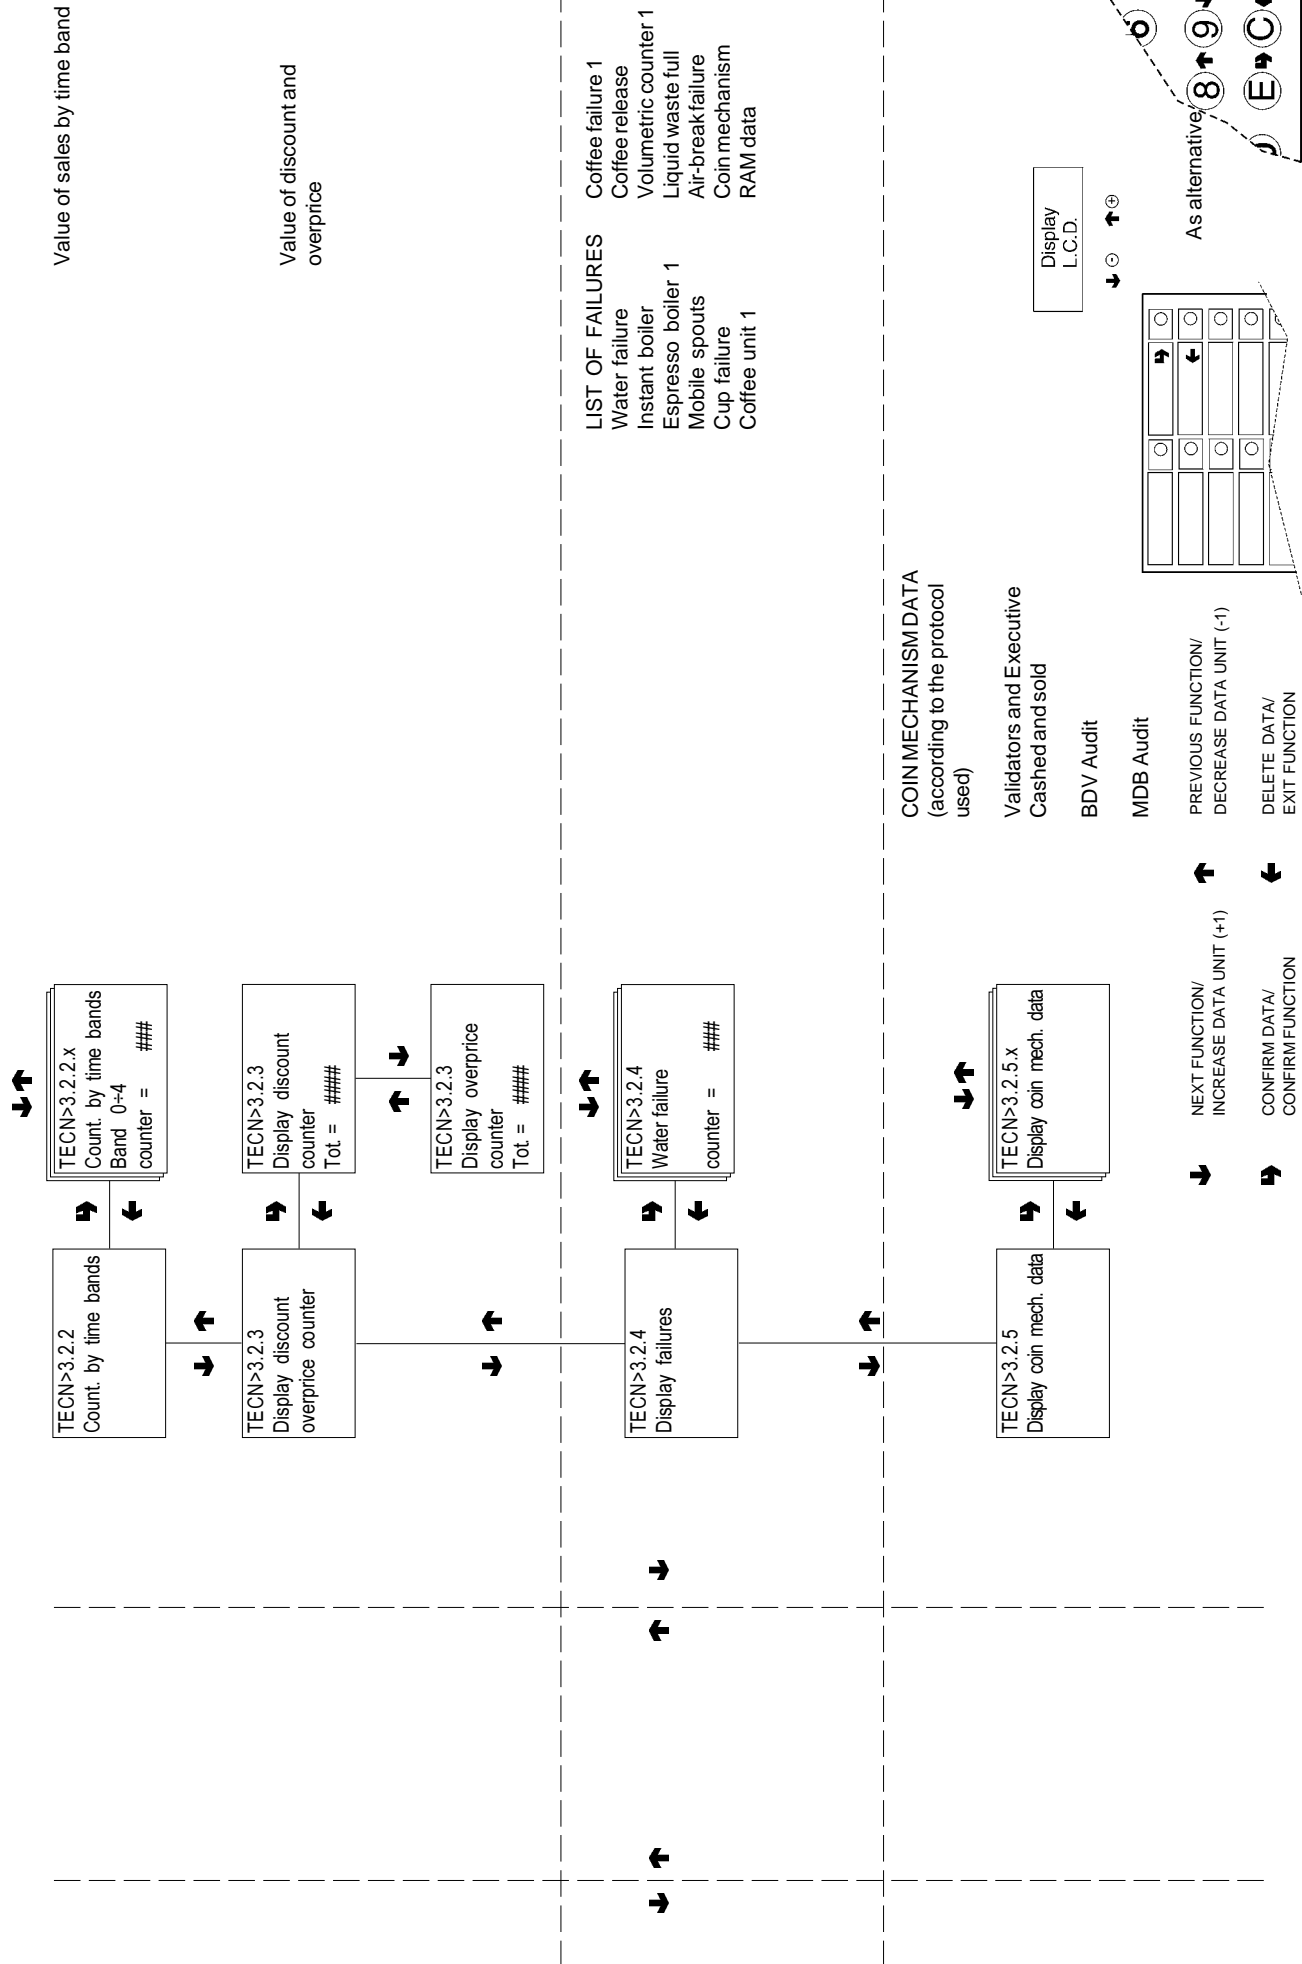 TECN>3.2.2
Count. by time bands
TECN>3.2.2.x
Count. by time bands
Band 0÷4
counter = ###
Value of sales by time band
TECN>3.2.3
Display discount
overprice counter
TECN>3.2.3
Display discount
counter
Tot. = ####
Value of discount and
overprice
TECN>3.2.3
Display overprice
counter
Tot. = ####
TECN>3.2.4
Display failures
TECN>3.2.4
Water failure
counter = ###
LIST OF FAILURES
Water failure
Instant boiler
Espresso boiler 1
Mobile spouts
Cup failure
Coffee unit 1
Coffee failure 1
Coffee release
Volumetric counter 1
Liquid waste full
Air-break failure
Coin mechanism
RAM data
TECN>3.2.5
Display coin mech. data
TECN>3.2.5.x
Display coin mech. data
COIN MECHANISM DATA
(according to the protocol
used)
Validators and Executive
Cashed and sold
BDV Audit
MDB Audit
NEXT FUNCTION/
INCREASE DATA UNIT (+1)
PREVIOUS FUNCTION/
DECREASE DATA UNIT (-1)
CONFIRM DATA/
CONFIRM FUNCTION
DELETE DATA/
EXIT FUNCTION
Display
L.C.D.
- +
As alternative
8 9
E C